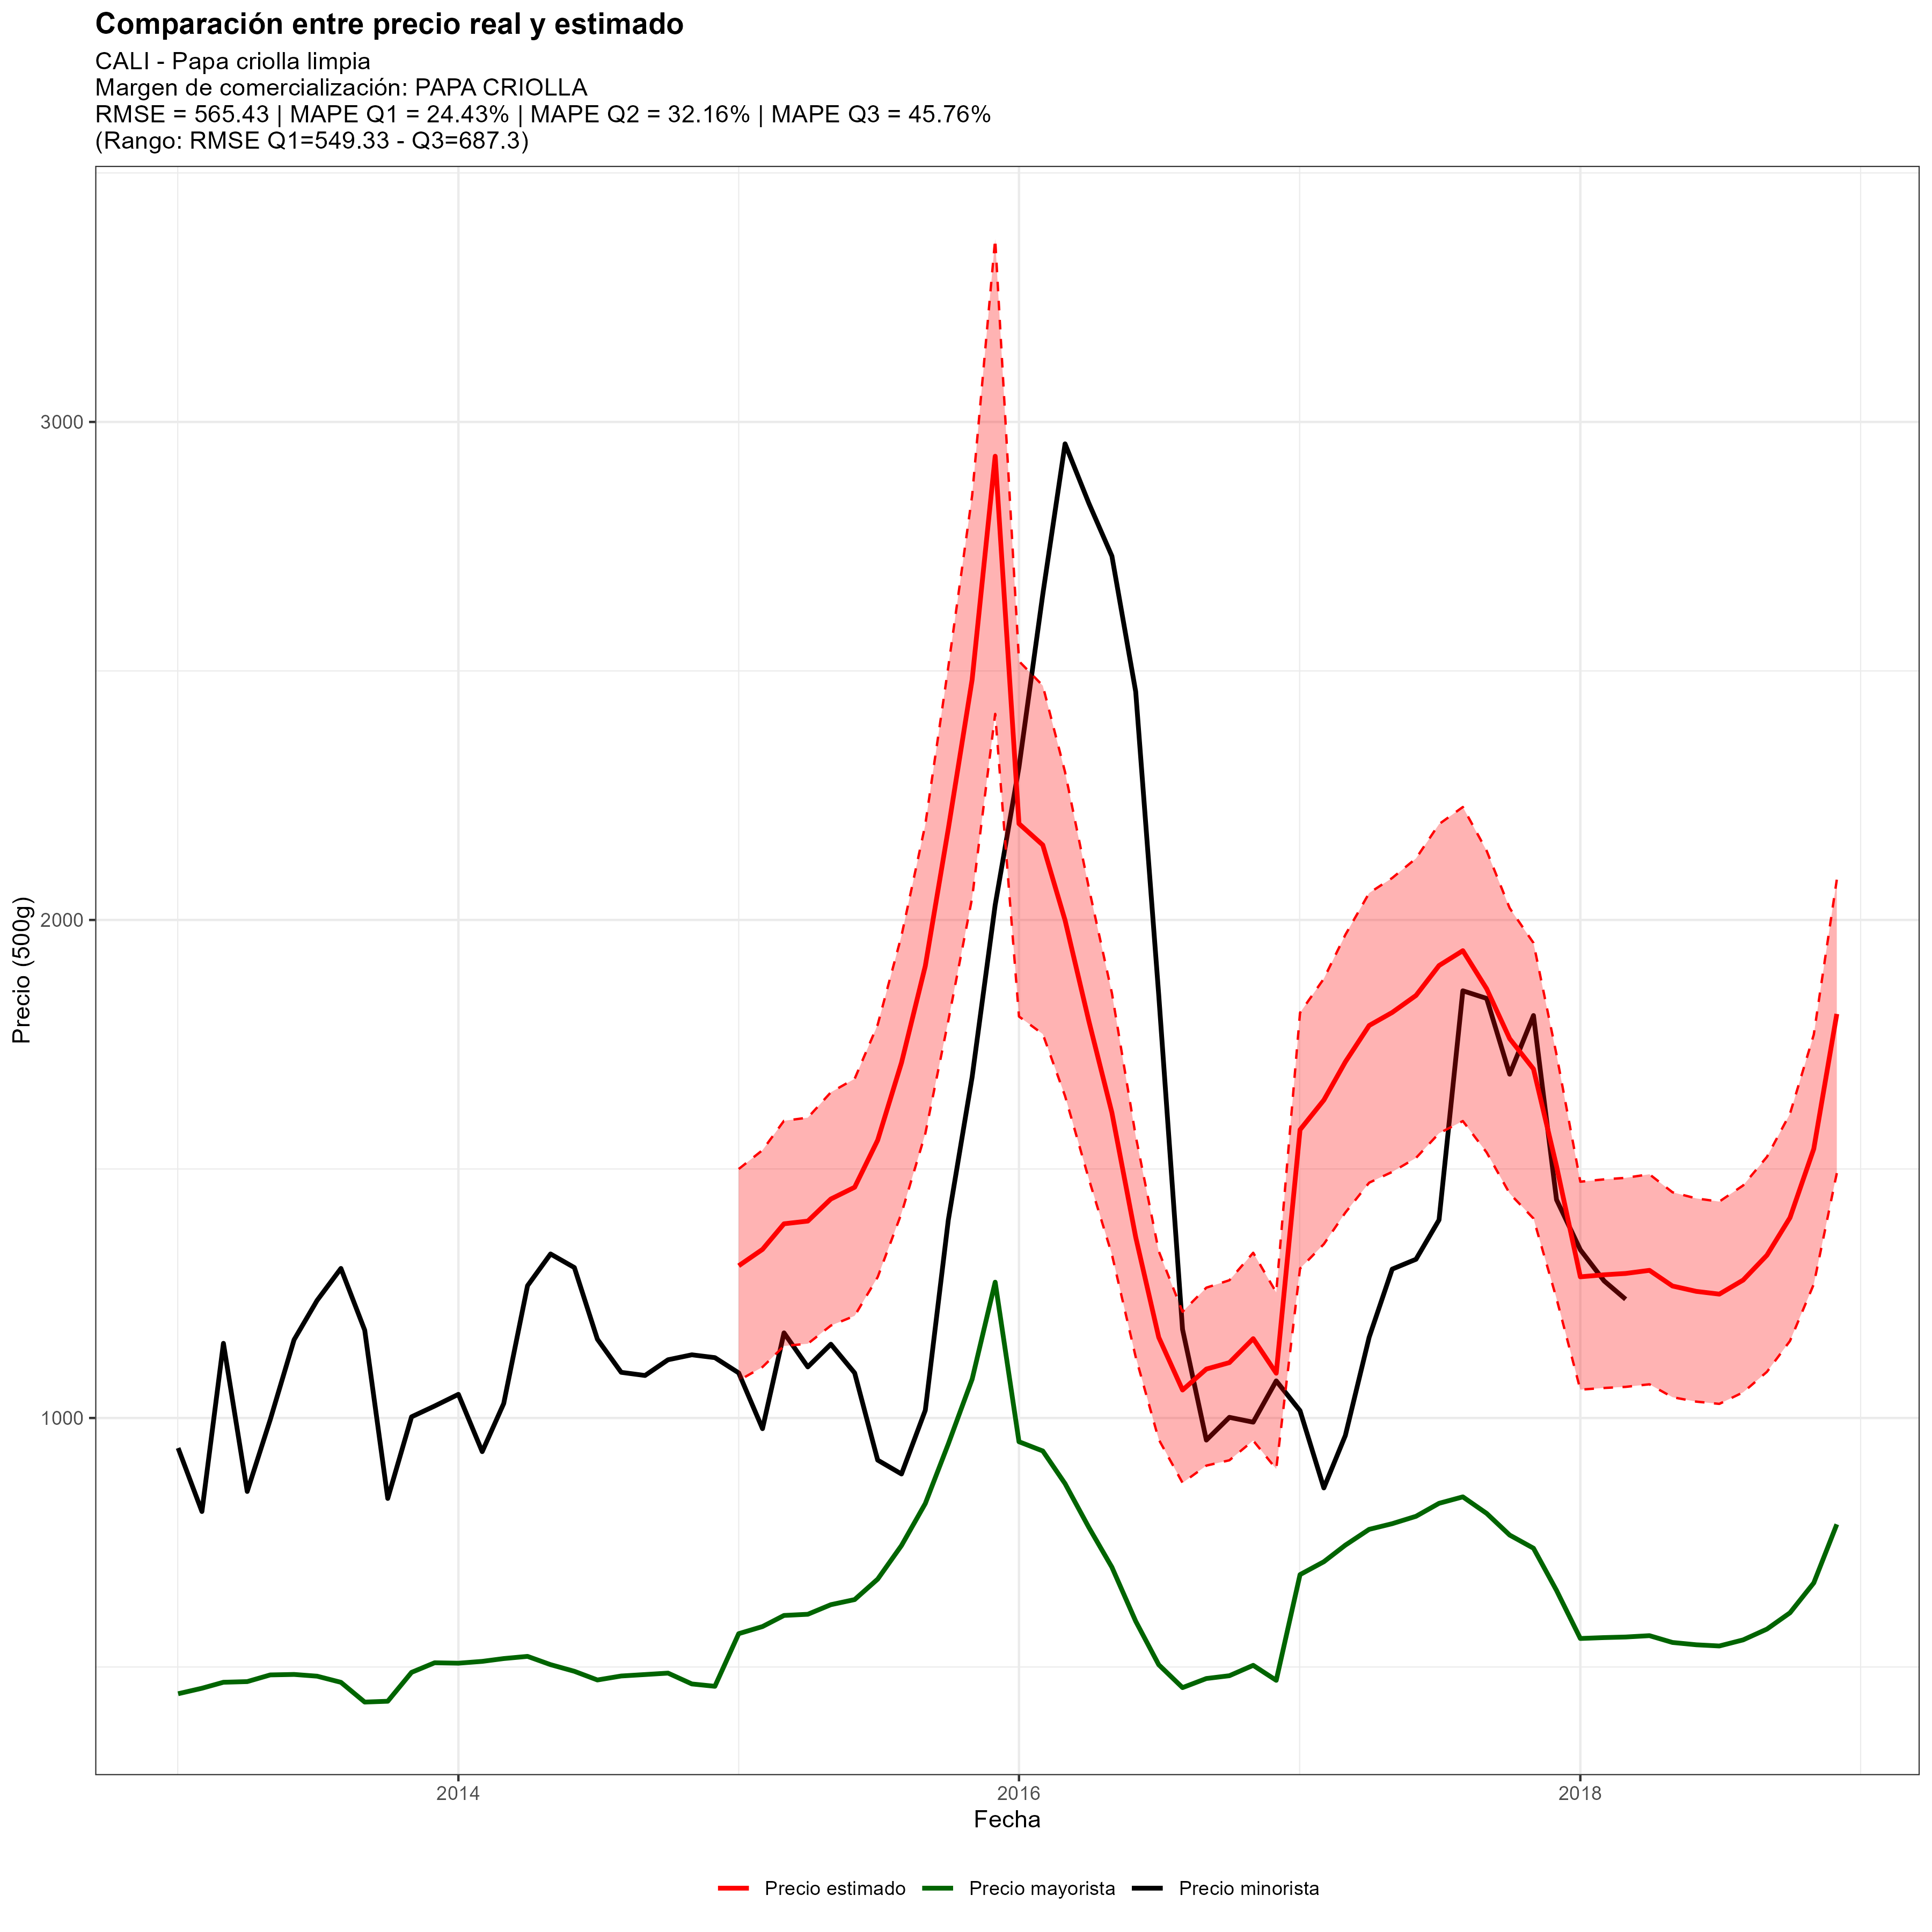 Comparación entre precio real y estimado
CALI - Papa criolla limpia
Margen de comercialización: PAPA CRIOLLA
RMSE = 565.43 | MAPE Q1 = 24.43% | MAPE Q2 = 32.16% | MAPE Q3 = 45.76%
(Rango: RMSE Q1=549.33 - Q3=687.3)
Precio (500g)
3000
2000
1000
2014
2016
2018
Fecha
Precio estimado
Precio mayorista
Precio minorista